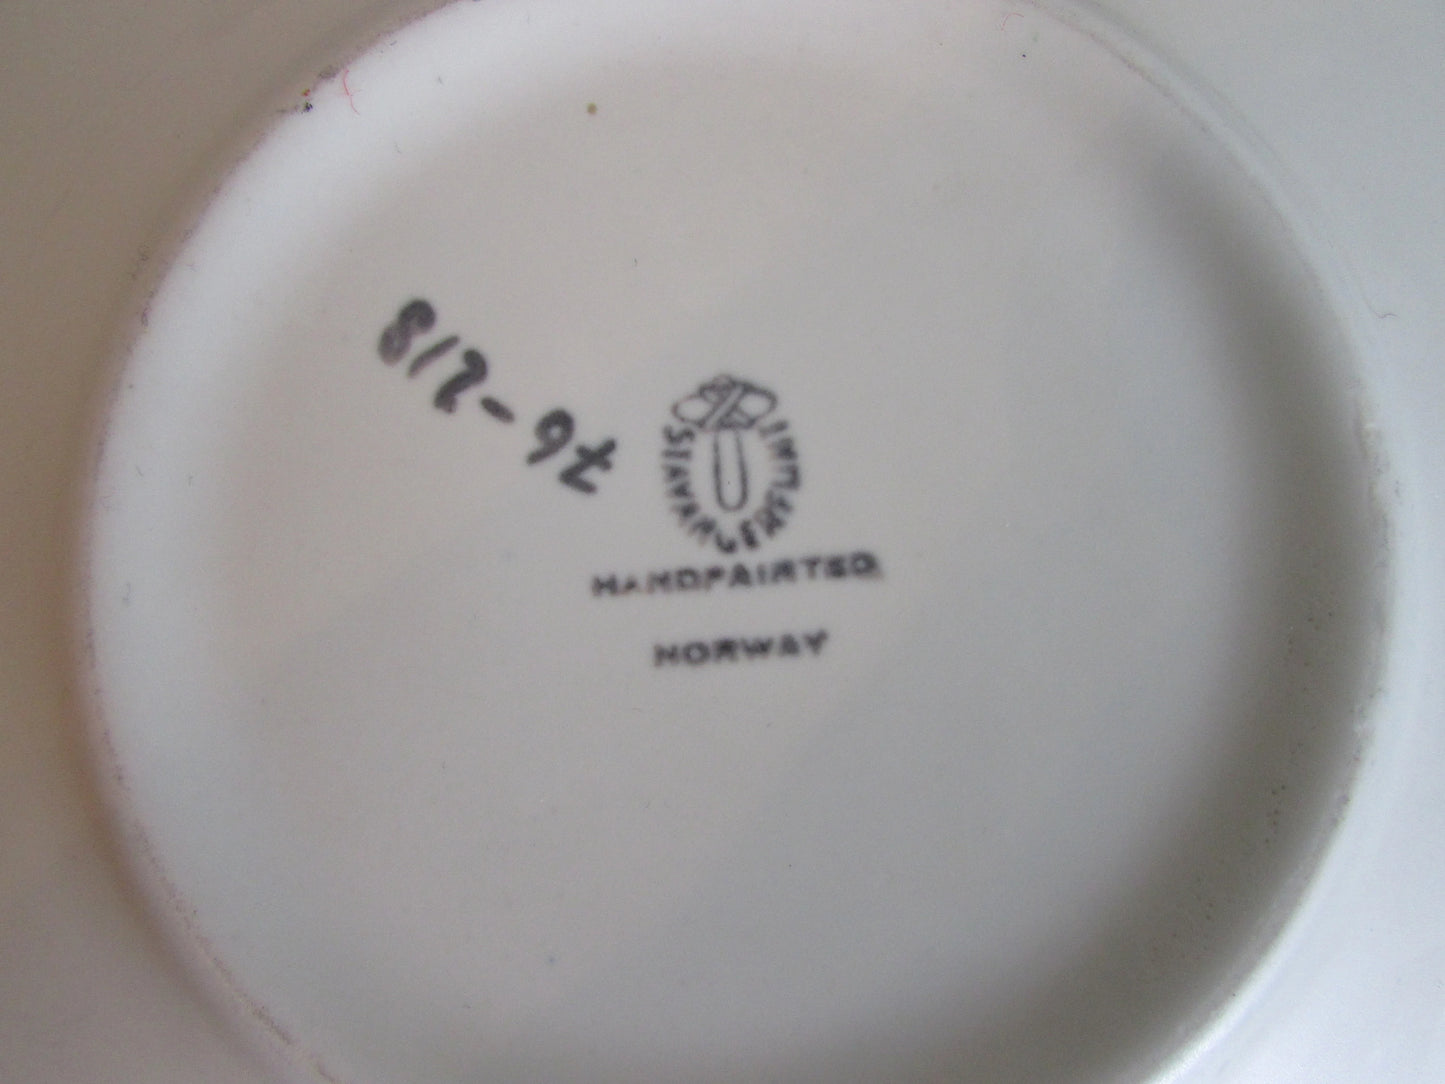 76-218
STAVANGERFLINT
HANDPAINTED
NORWAY